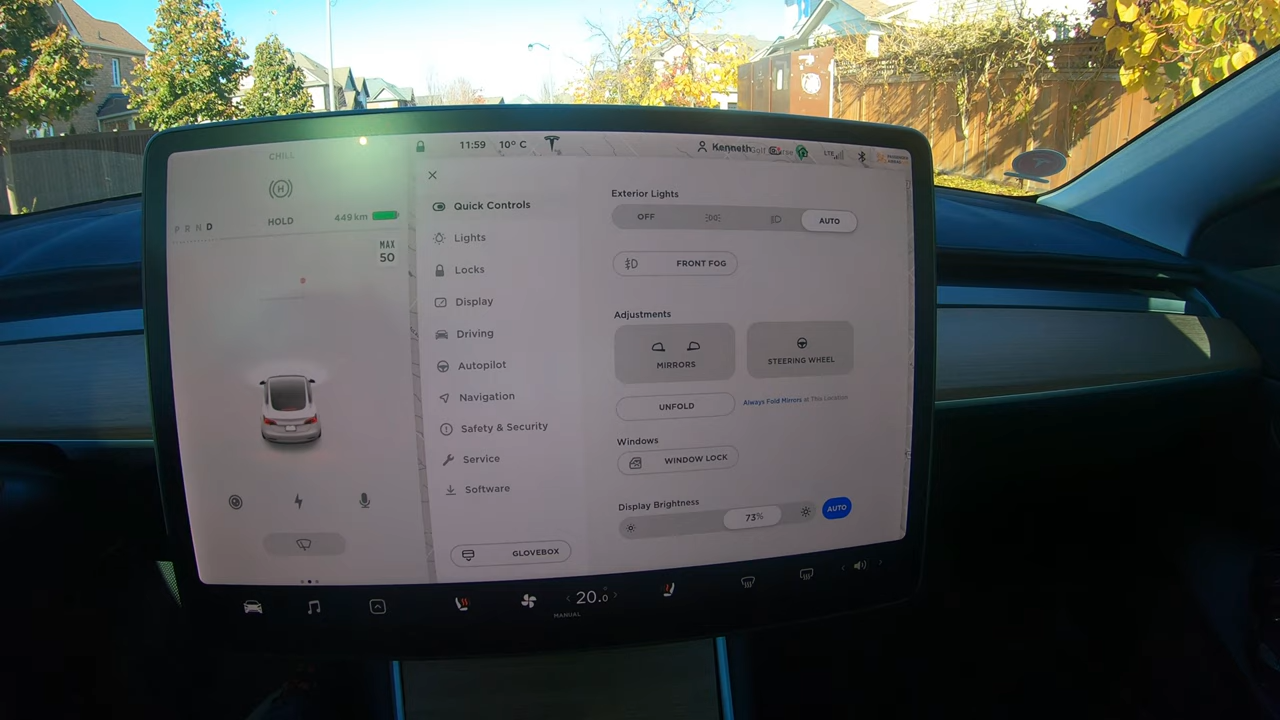 CHILL
11:59 10° C
Kenneth
LTE
HOLD
449 km
P R N D
MAX
50
Quick Controls
Lights
Locks
Display
Driving
Autopilot
Navigation
Safety & Security
Service
Software
GLOVEBOX
Exterior Lights
OFF
AUTO
FRONT FOG
Adjustments
MIRRORS
STEERING WHEEL
UNFOLD
Always Fold Mirrors at This Location
Windows
WINDOW LOCK
Display Brightness
73%
AUTO
20.0
MANUAL